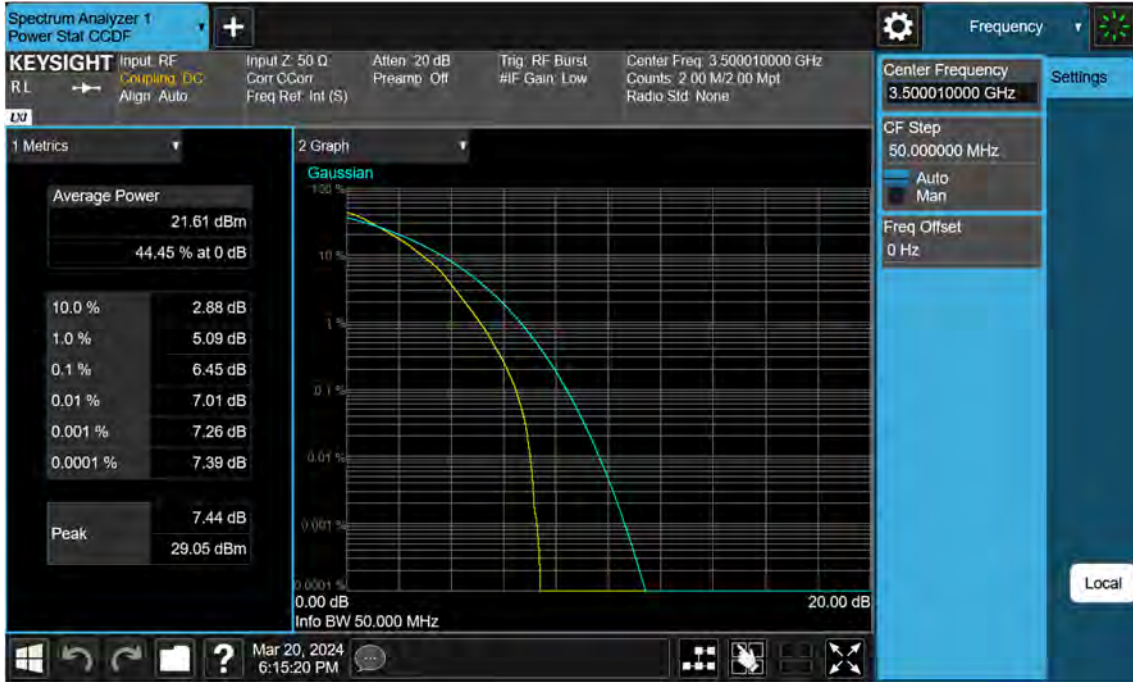 Spectrum Analyzer 1
Power Stat CCDF
Frequency
KEYSIGHT
R L
LXI
Input: RF
Coupling: DC
Align: Auto
Input Z: 50 Ω
Corr CCorr
Freq Ref: Int (S)
Atten: 20 dB
Preamp: Off
Trig: RF Burst
#IF Gain: Low
Center Freq: 3.500010000 GHz
Counts: 2.00 M/2.00 Mpt
Radio Std: None
Center Frequency
3.500010000 GHz
Settings
CF Step
50.000000 MHz
Auto
Man
Freq Offset
0 Hz
1 Metrics
Average Power
21.61 dBm
44.45 % at 0 dB
10.0 % 2.88 dB
1.0 % 5.09 dB
0.1 % 6.45 dB
0.01 % 7.01 dB
0.001 % 7.26 dB
0.0001 % 7.39 dB
Peak
7.44 dB
29.05 dBm
2 Graph
Gaussian
100 %
10 %
1 %
0.1 %
0.01 %
0.001 %
0.0001 %
0.00 dB 20.00 dB
Info BW 50.000 MHz
Local
?
Mar 20, 2024
6:15:20 PM